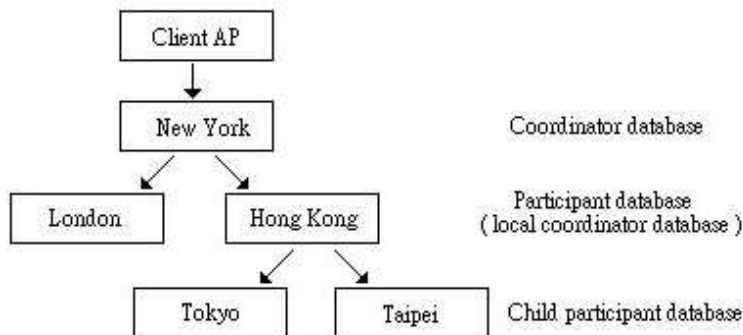 Client AP
New York
Coordinator database
London
Hong Kong
Participant database
( local coordinator database )
Tokyo
Taipei
Child participant database